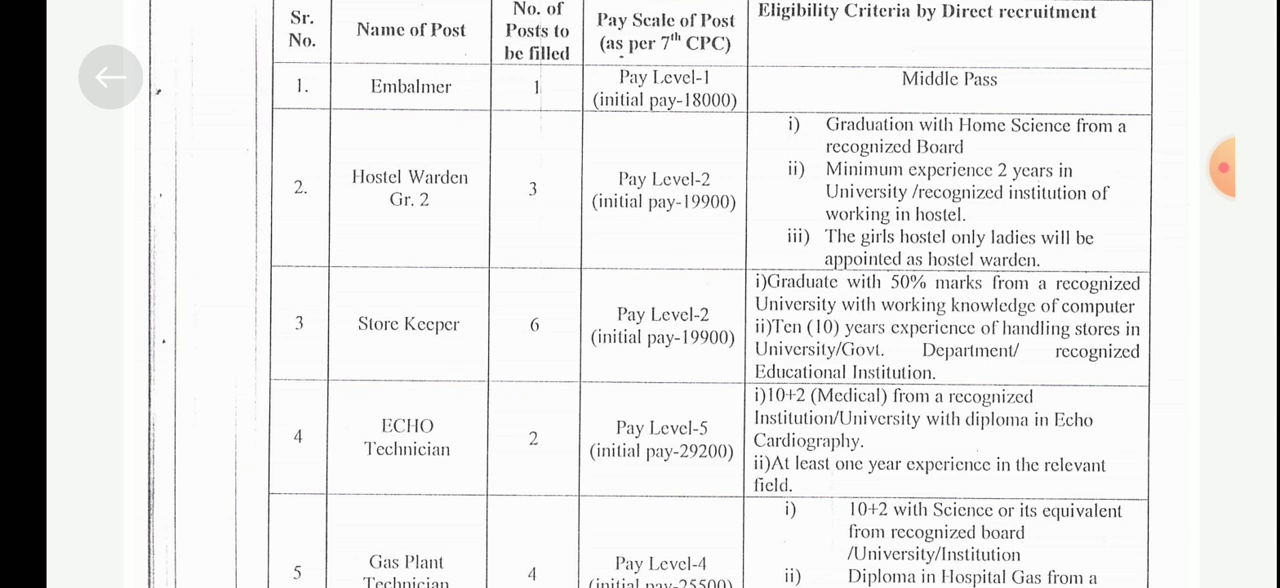 Sr. No.
Name of Post
No. of Posts to be filled
Pay Scale of Post (as per 7th CPC)
Eligibility Criteria by Direct recruitment
1.
Embalmer
1
Pay Level-1
(initial pay-18000)
Middle Pass
2.
Hostel Warden
Gr. 2
3
Pay Level-2
(initial pay-19900)
i) Graduation with Home Science from a
recognized Board
ii) Minimum experience 2 years in
University /recognized institution of
working in hostel.
iii) The girls hostel only ladies will be
appointed as hostel warden.
3
Store Keeper
6
Pay Level-2
(initial pay-19900)
i)Graduate with 50% marks from a recognized
University with working knowledge of computer
ii)Ten (10) years experience of handling stores in
University/Govt. Department/ recognized
Educational Institution.
4
ECHO
Technician
2
Pay Level-5
(initial pay-29200)
i)10+2 (Medical) from a recognized
Institution/University with diploma in Echo
Cardiography.
ii)At least one year experience in the relevant
field.
5
Gas Plant
Technician
4
Pay Level-4
(initial pay-25500)
i) 10+2 with Science or its equivalent
from recognized board
/University/Institution
ii) Diploma in Hospital Gas from a